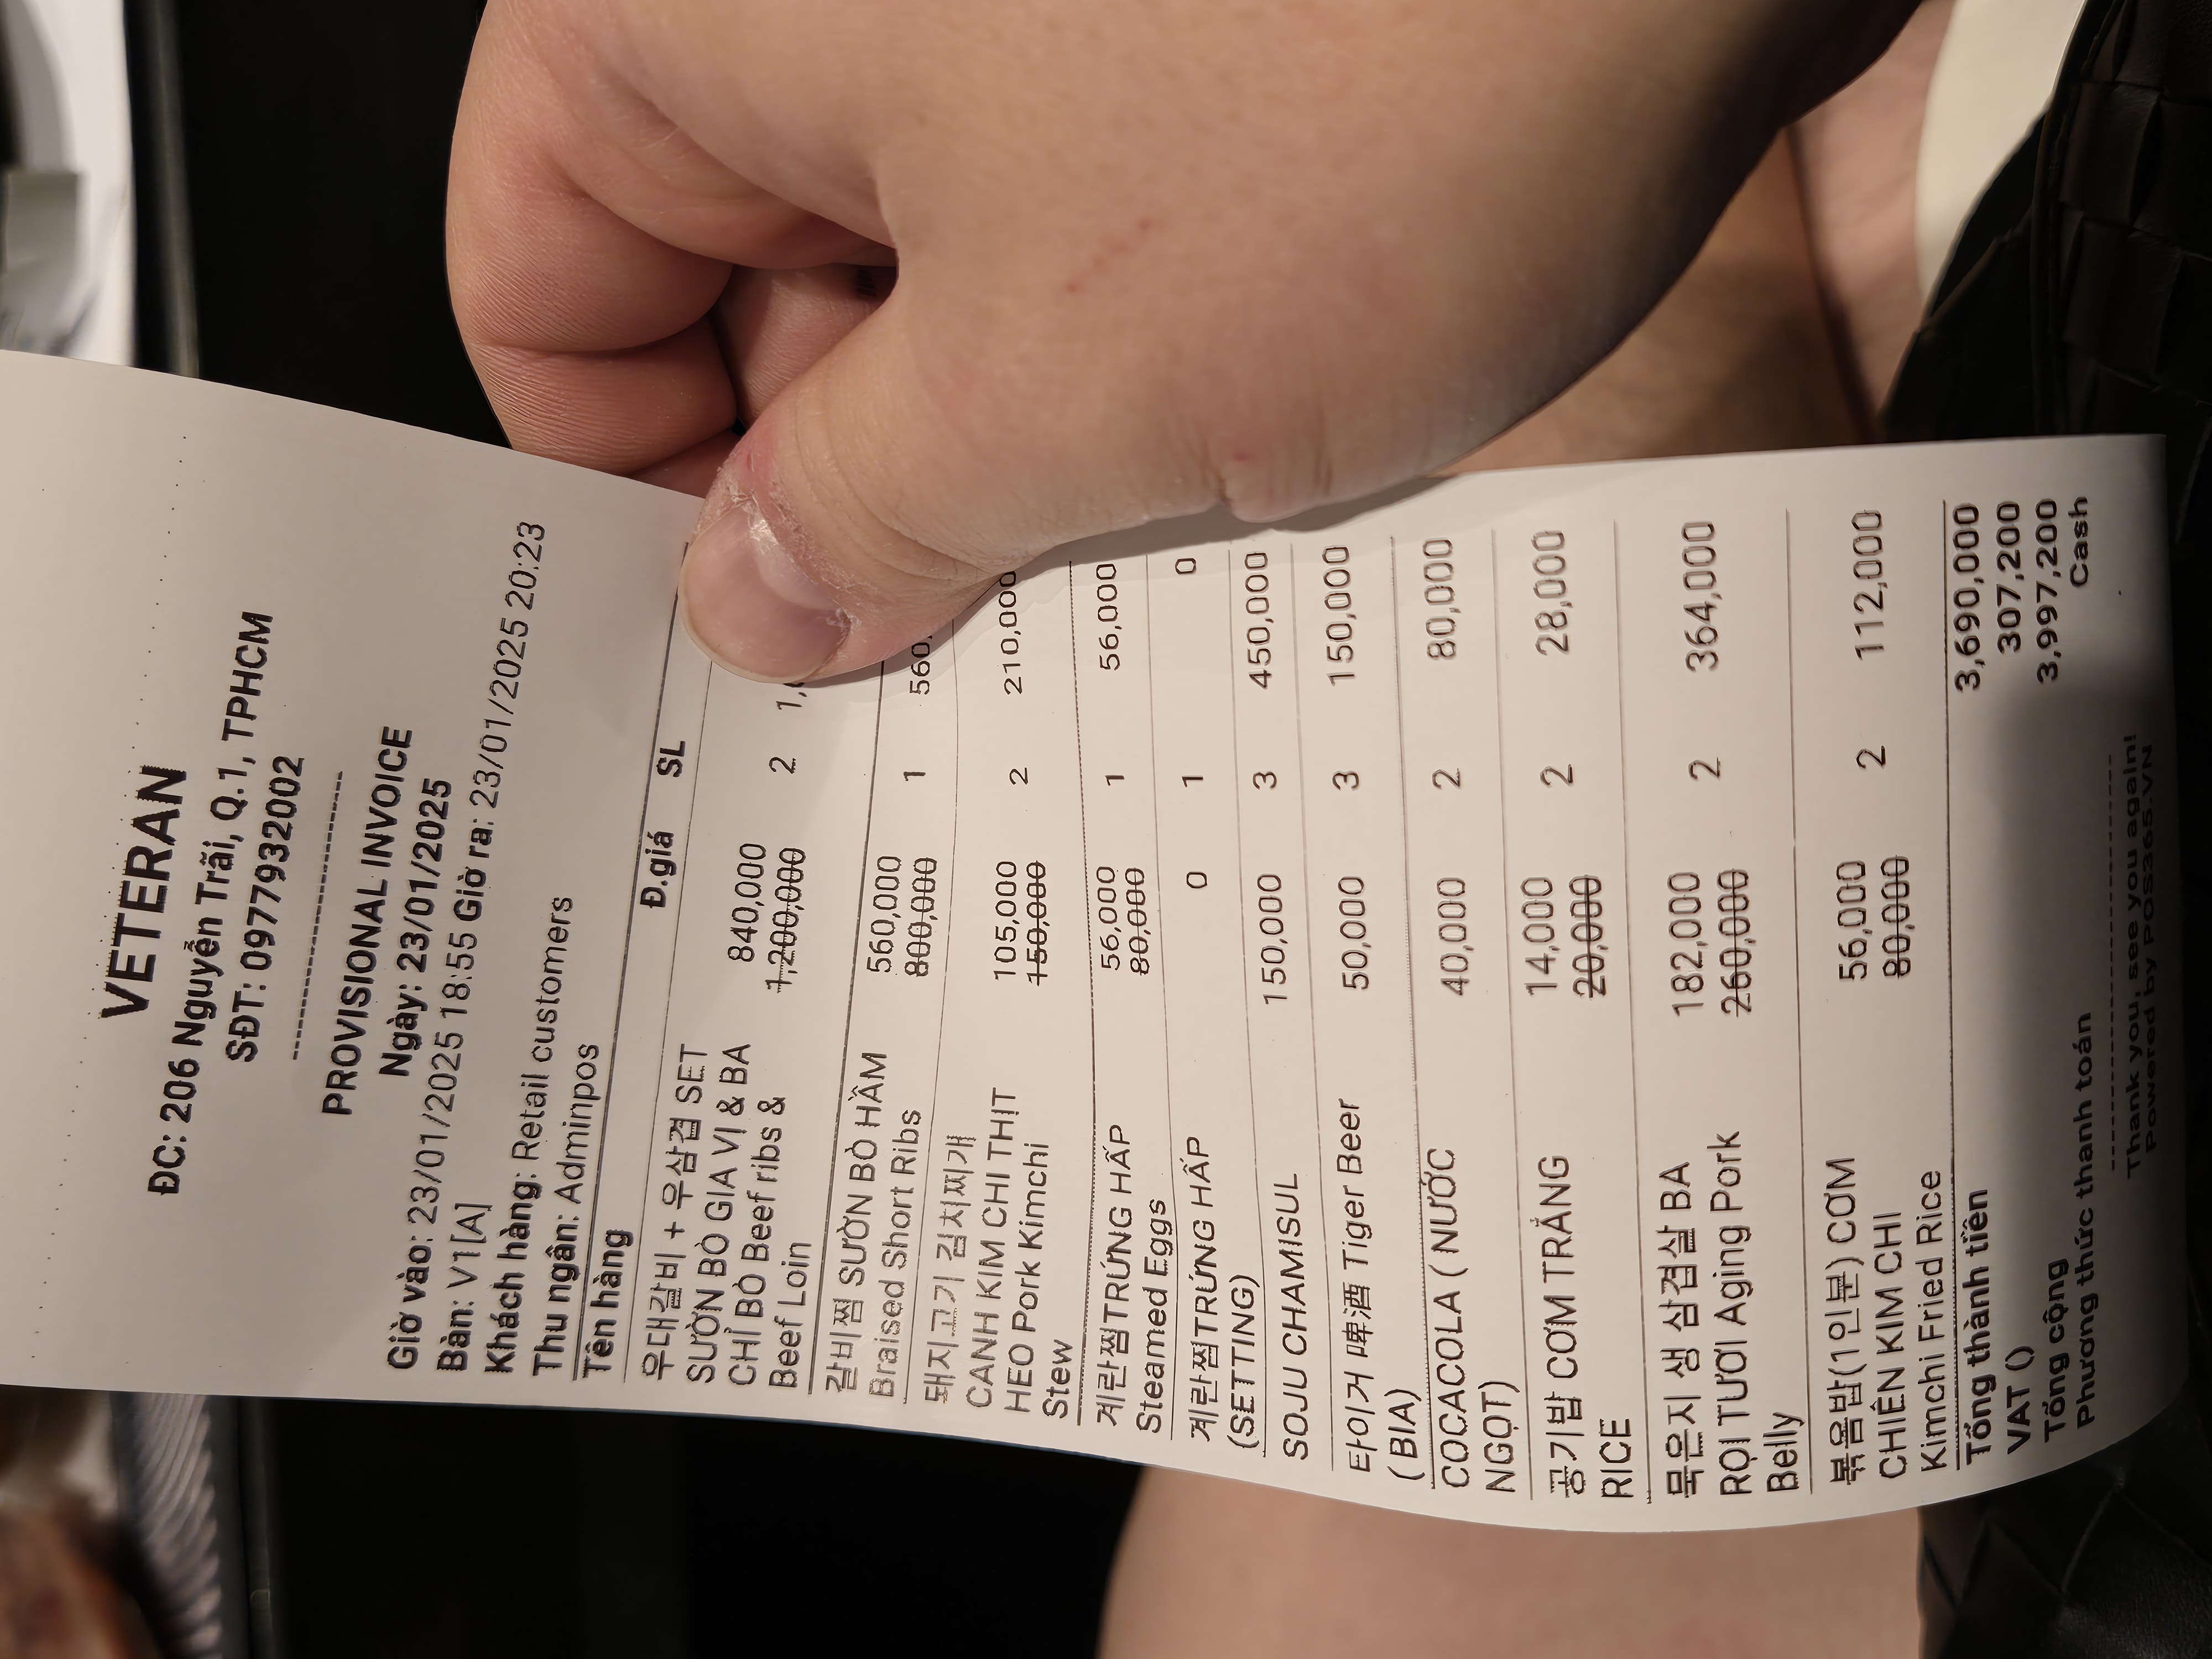 VETERAN
ĐC: 206 Nguyễn Trãi, Q.1, TPHCM
SĐT: 0977932002
PROVISIONAL INVOICE
Ngày: 23/01/2025
Giờ vào: 23/01/2025 18:55 Giờ ra: 23/01/2025 20:23
Bàn: V1[A]
Khách hàng: Retail customers
Thu ngân: Adminpos
Tên hàng Đ.giá SL
우대갈비 + 우삼겹 SET
SƯỜN BÒ GIA VỊ & BA 840,000
CHỈ BÒ Beef ribs & 1,200,000 2
Beef Loin
갈비찜 SƯỜN BÒ HẦM 560,000
Braised Short Ribs 800,000 1
돼지고기 김치찌개
CANH KIM CHI THỊT 105,000
HEO Pork Kimchi 150,000 2 210,000
Stew
계란찜TRỨNG HẤP 56,000 1 56,000
Steamed Eggs 80,000
계란찜TRỨNG HẤP 0 1 0
(SETTING)
SOJU CHAMISUL 150,000 3 450,000
타이거 啤酒 Tiger Beer 50,000 3 150,000
( BIA)
COCACOLA ( NƯỚC 40,000 2 80,000
NGỌT)
공기밥 CƠM TRẮNG 14,000 2 28,000
RICE 20,000
묵은지 생 삼겹살 BA 182,000 2 364,000
RỌI TƯƠI Aging Pork 260,000
Belly
볶음밥(1인분) CƠM 56,000 2 112,000
CHIÊN KIM CHI 80,000
Kimchi Fried Rice
Tổng thành tiền 3,690,000
VAT () 307,200
Tổng cộng 3,997,200
Phương thức thanh toán Cash
Thank you, see you again!
Powered by POS365.VN